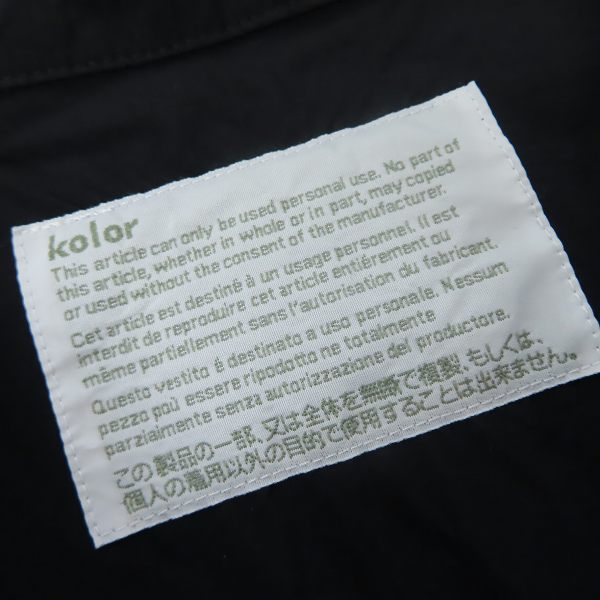 kolor
This article can only be used personal use. No part of
this article, whether in whole or in part, may copied
or used without the consent of the manufacturer.
Cet article est destiné à un usage personnel. Il est
interdit de reproduire cet article entiérement ou
même partiellement sans l'autorisation du fabricant.
Questo vestito é destinato a uso personale. Nessum
pezzo poú essere ripodotto ne totalmente
parzialmente senza autorizzazione del productore.
この製品の一部、又は全体を無断で複製、もしくは、
個人の着用以外の目的で使用することは出来ません。